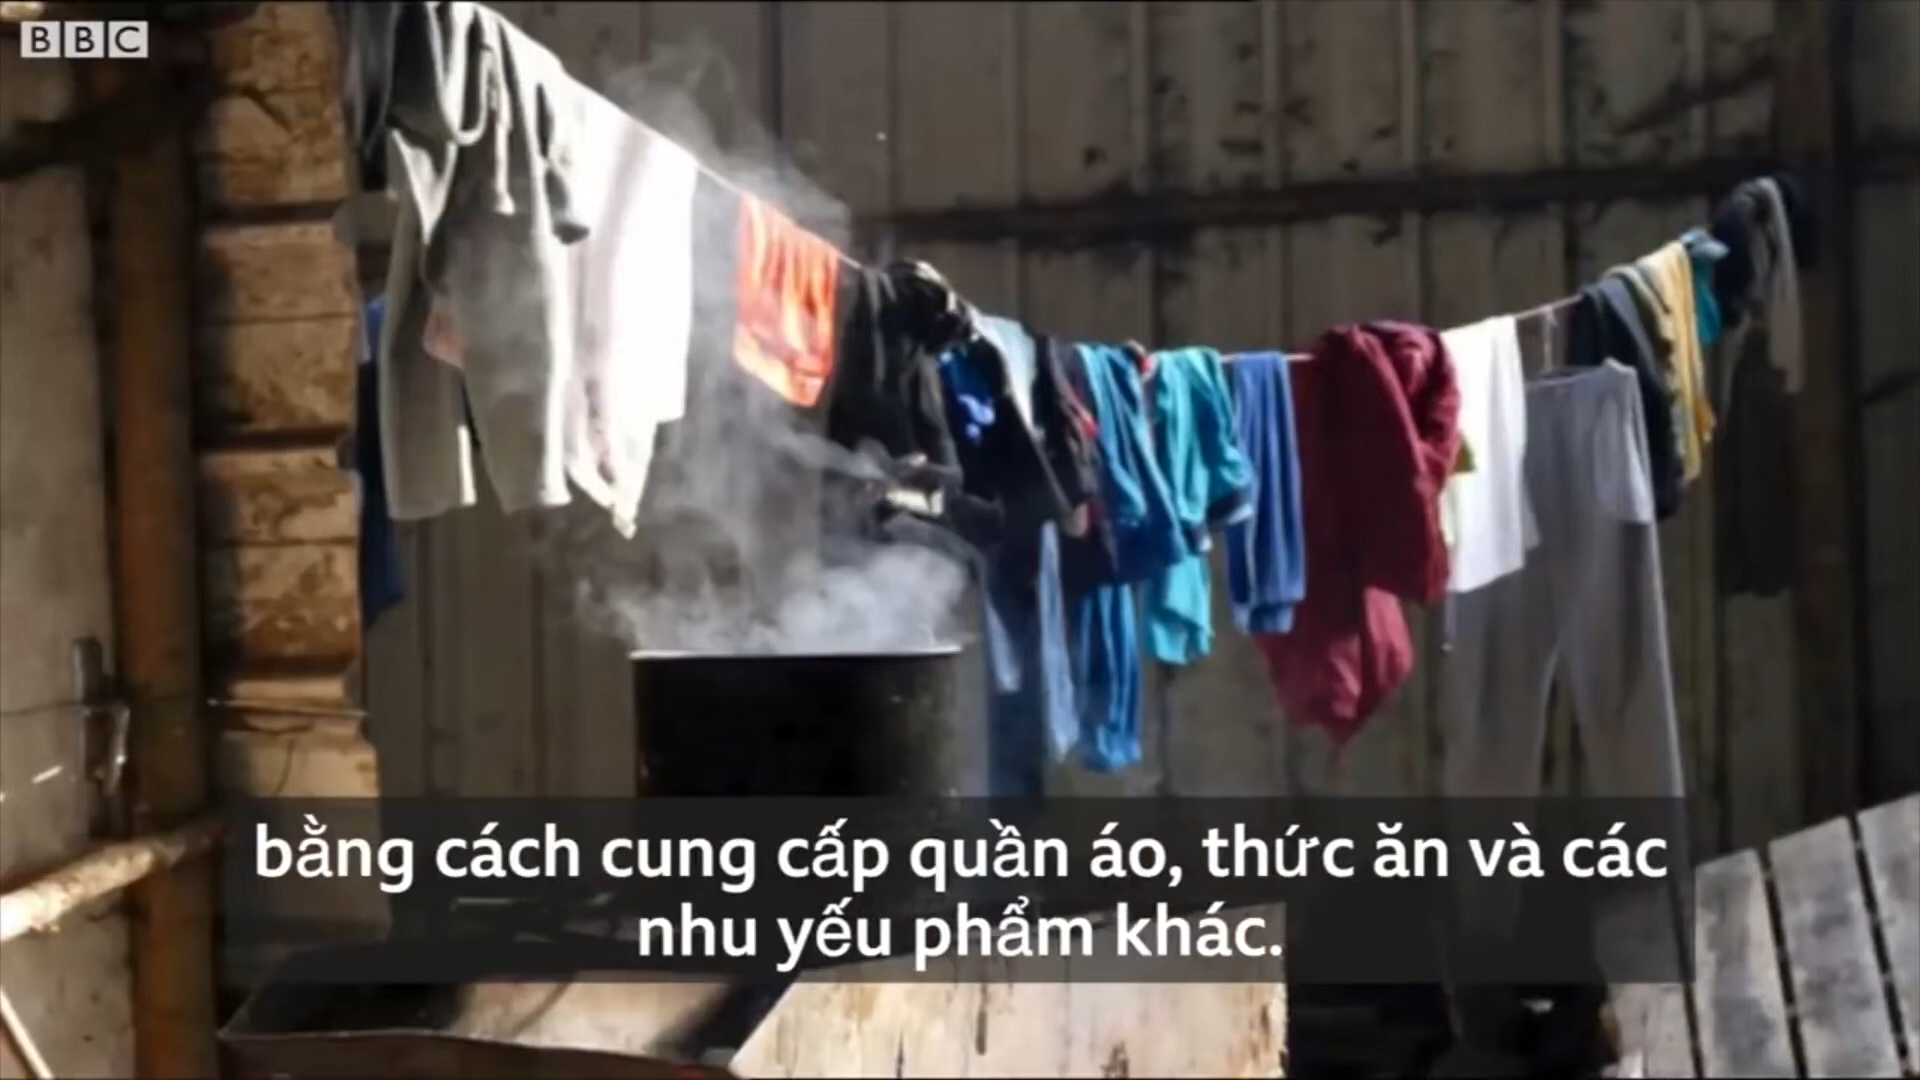 BBC
bằng cách cung cấp quần áo, thức ăn và các
nhu yếu phẩm khác.